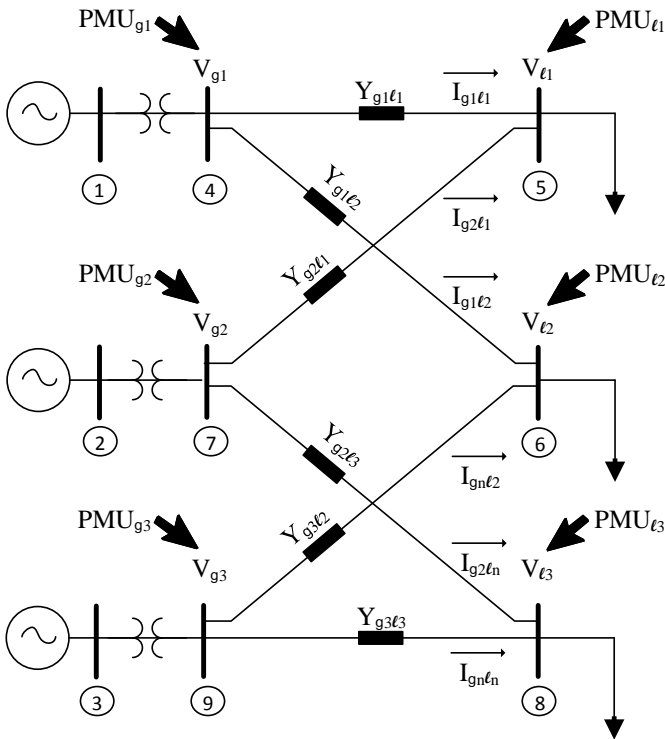 PMUg1
PMUℓ1
Vg1
Vℓ1
Yg1ℓ1
Ig1ℓ1
1
4
5
Yg1ℓ2
Ig2ℓ1
Yg2ℓ1
Ig1ℓ2
PMUg2
PMUℓ2
Vg2
Vℓ2
2
7
6
Yg2ℓ3
Ignℓ2
Yg3ℓ2
Ig2ℓn
PMUg3
PMUℓ3
Vg3
Vℓ3
Yg3ℓ3
Ignℓn
3
9
8